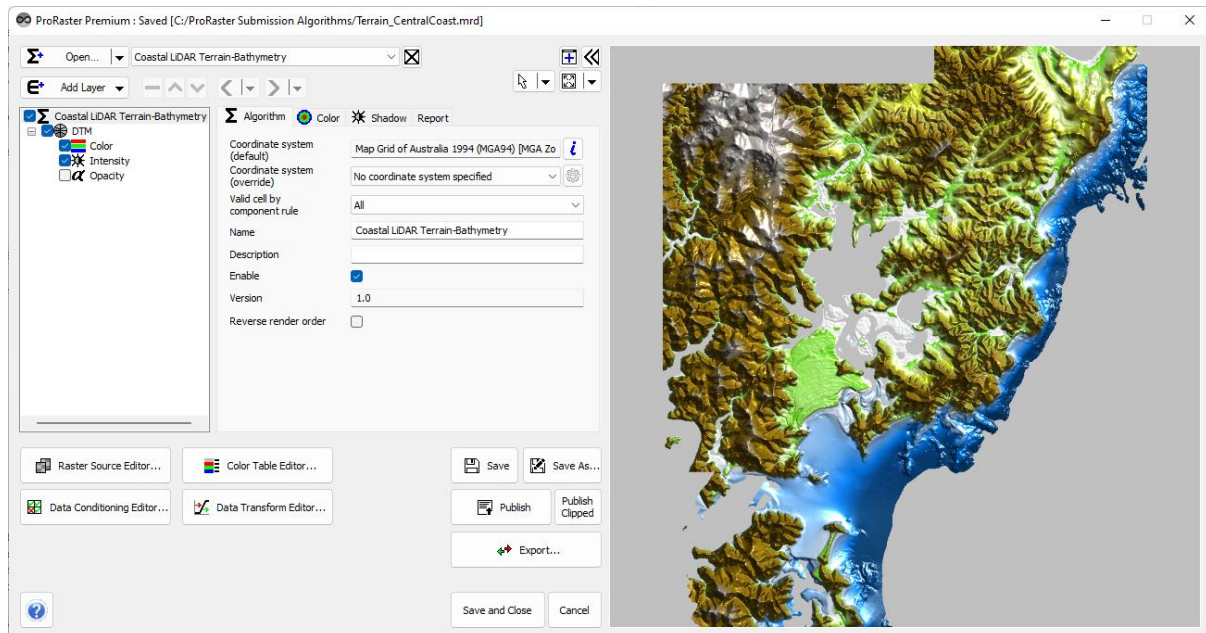 ProRaster Premium : Saved [C:/ProRaster Submission Algorithms/Terrain_CentralCoast.mrd]
Open...
Coastal LiDAR Terrain-Bathymetry
Add Layer
Coastal LiDAR Terrain-Bathymetry
DTM
Color
Intensity
Opacity
Algorithm
Color
Shadow
Report
Coordinate system
(default)
Map Grid of Australia 1994 (MGA94) [MGA Zo
Coordinate system
(override)
No coordinate system specified
Valid cell by
component rule
All
Name
Coastal LiDAR Terrain-Bathymetry
Description
Enable
Version
1.0
Reverse render order
Raster Source Editor...
Color Table Editor...
Save
Save As...
Data Conditioning Editor...
Data Transform Editor...
Publish
Publish
Clipped
Export...
Save and Close
Cancel